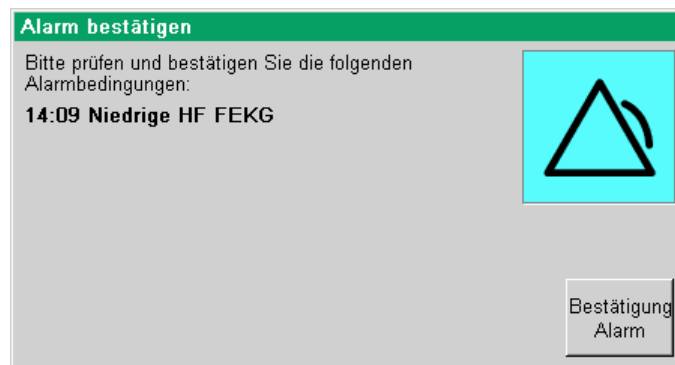 Alarm bestätigen
Bitte prüfen und bestätigen Sie die folgenden
Alarmbedingungen:
14:09 Niedrige HF FEKG
Bestätigung
Alarm